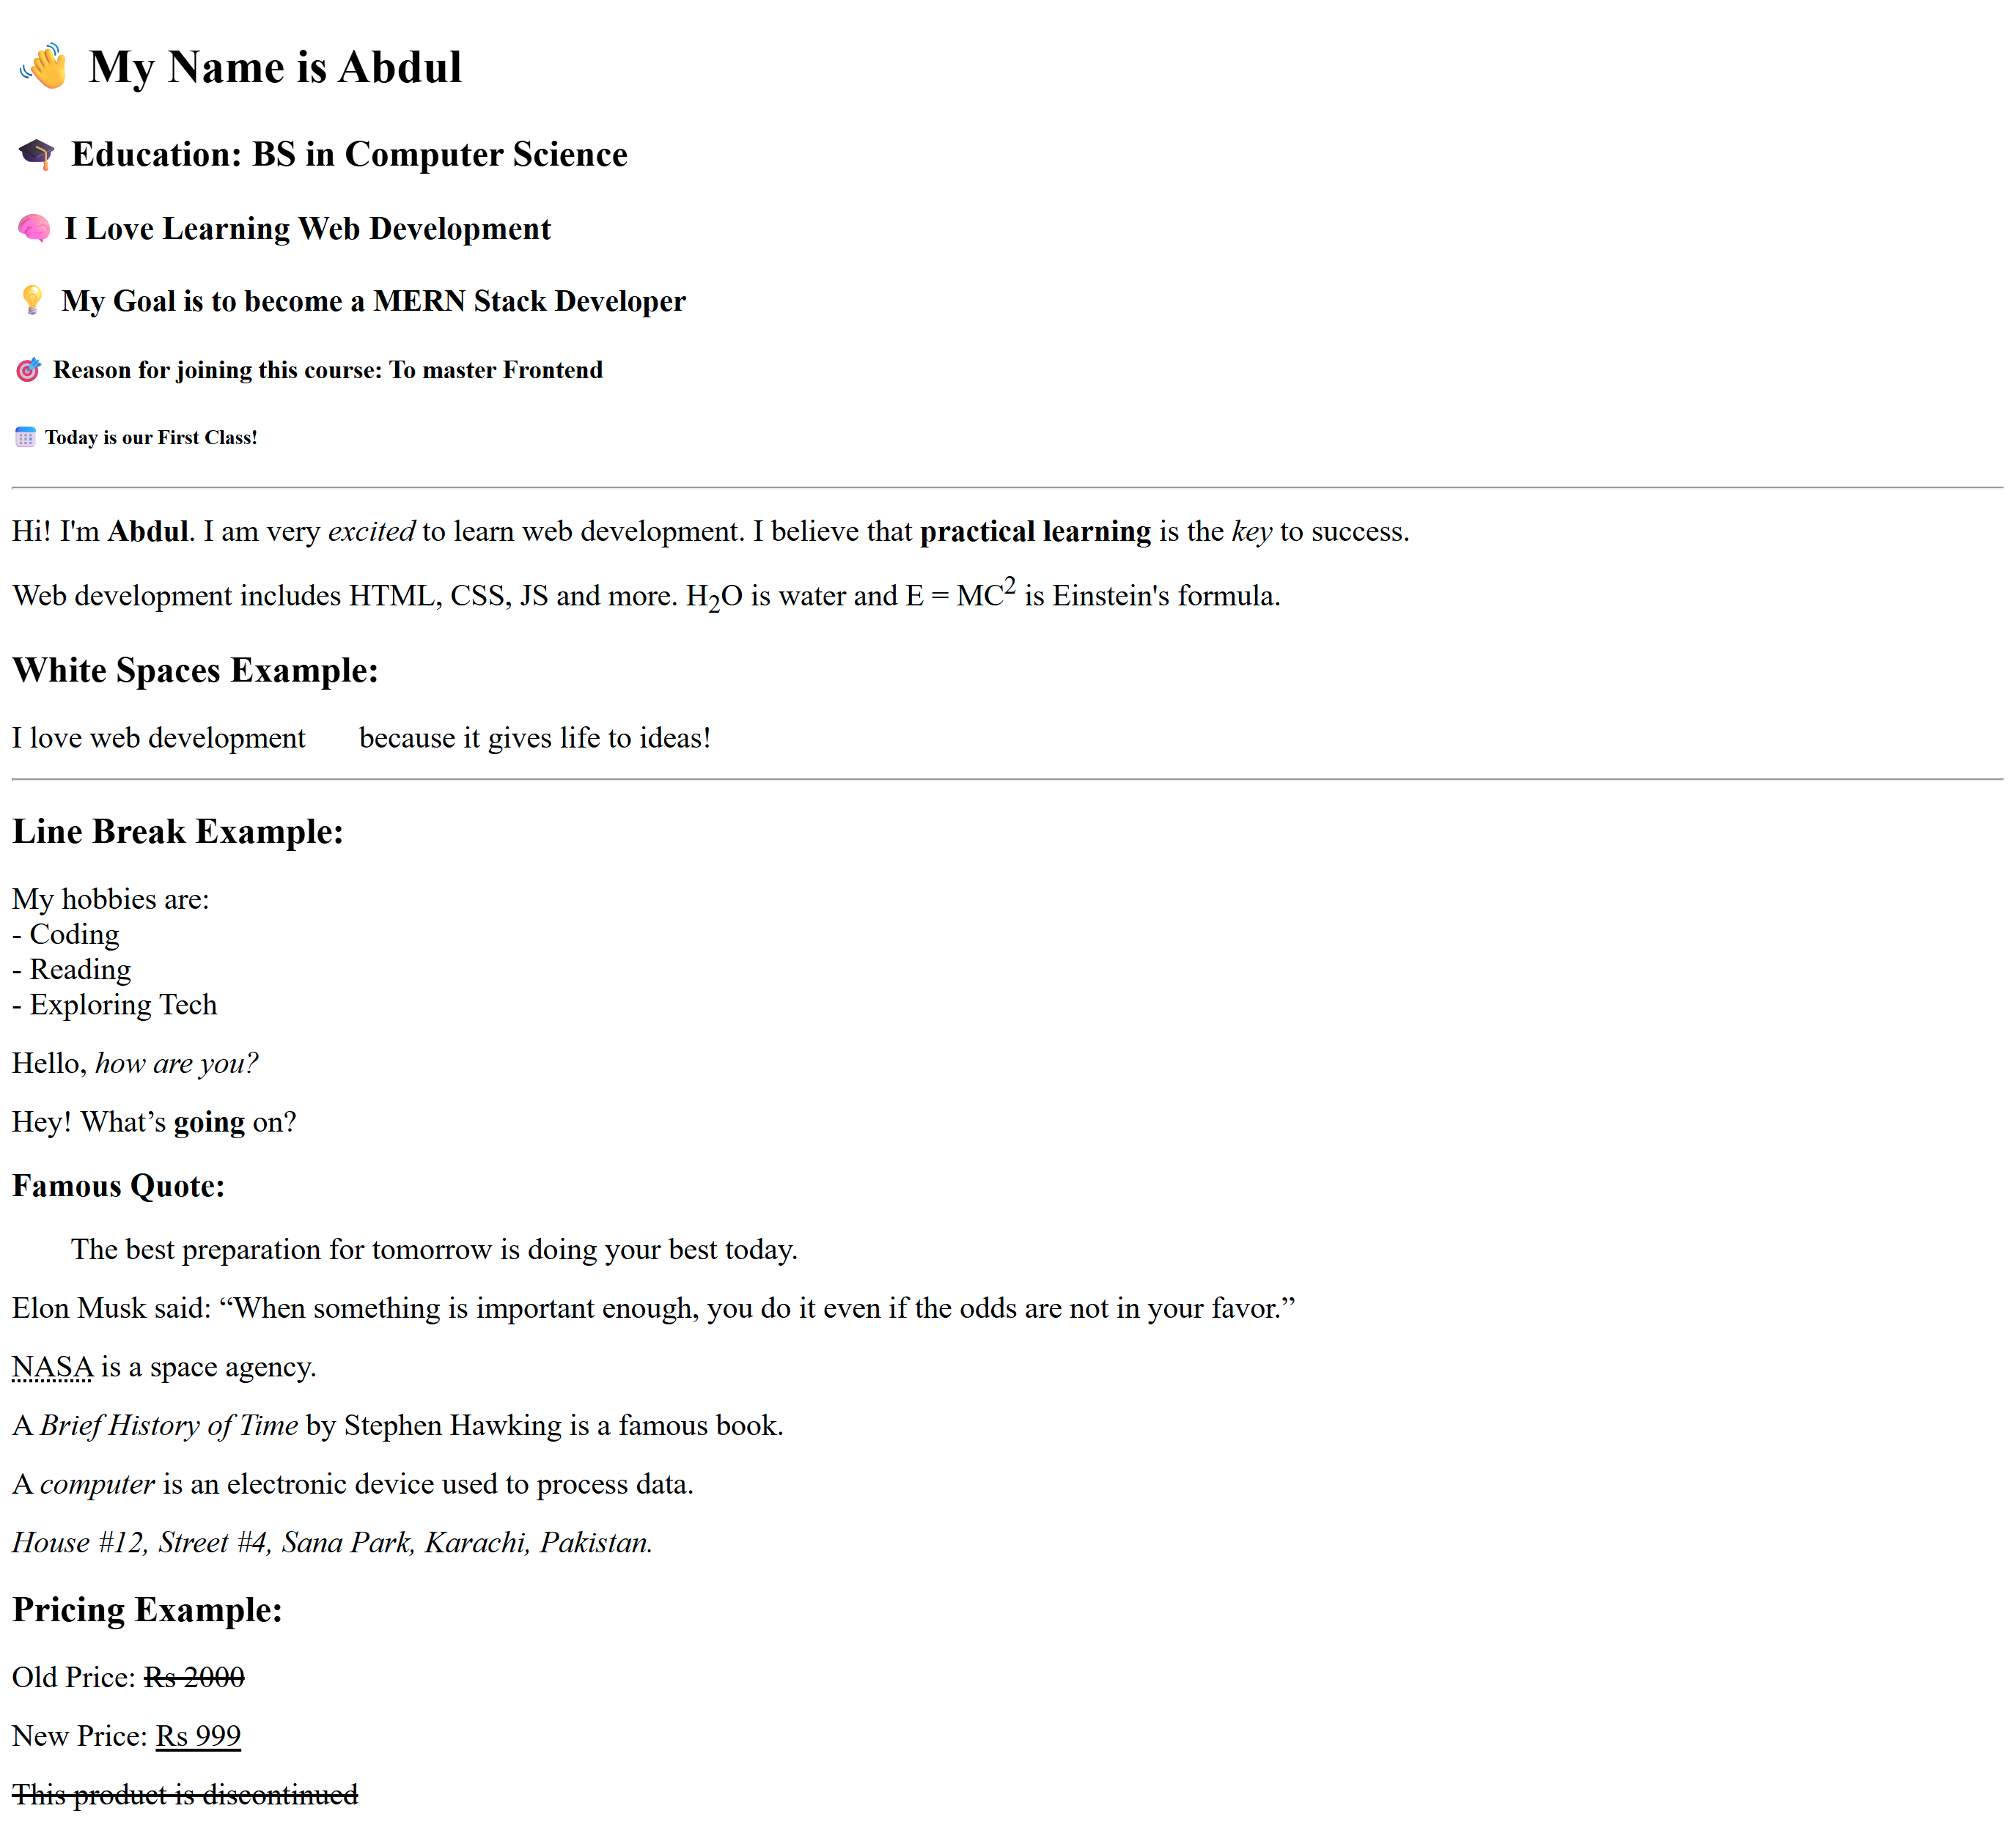 👋 My Name is Abdul
🎓 Education: BS in Computer Science
🧠 I Love Learning Web Development
💡 My Goal is to become a MERN Stack Developer
🎯 Reason for joining this course: To master Frontend
📅 Today is our First Class!
Hi! I'm Abdul. I am very excited to learn web development. I believe that practical learning is the key to success.
Web development includes HTML, CSS, JS and more. H₂O is water and E = MC² is Einstein's formula.
White Spaces Example:
I love web development       because it gives life to ideas!
Line Break Example:
My hobbies are:
- Coding
- Reading
- Exploring Tech
Hello, how are you?
Hey! What’s going on?
Famous Quote:
The best preparation for tomorrow is doing your best today.
Elon Musk said: “When something is important enough, you do it even if the odds are not in your favor.”
NASA is a space agency.
A Brief History of Time by Stephen Hawking is a famous book.
A computer is an electronic device used to process data.
House #12, Street #4, Sana Park, Karachi, Pakistan.
Pricing Example:
Old Price: Rs 2000
New Price: Rs 999
This product is discontinued